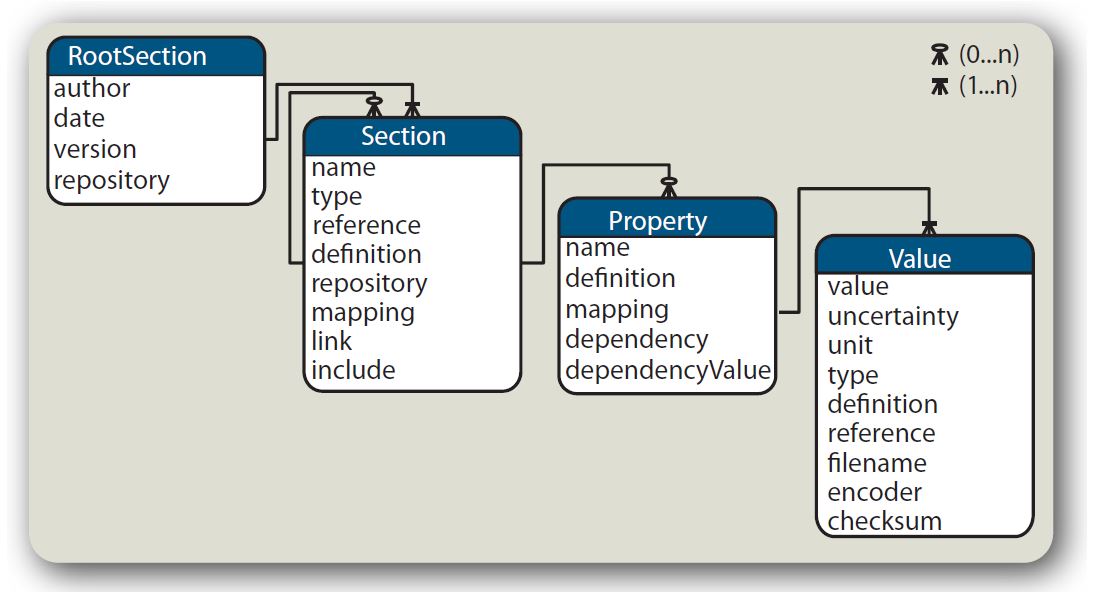 RootSection
author
date
version
repository
(0...n)
(1...n)
Section
name
type
reference
definition
repository
mapping
link
include
Property
name
definition
mapping
dependency
dependencyValue
Value
value
uncertainty
unit
type
definition
reference
filename
encoder
checksum